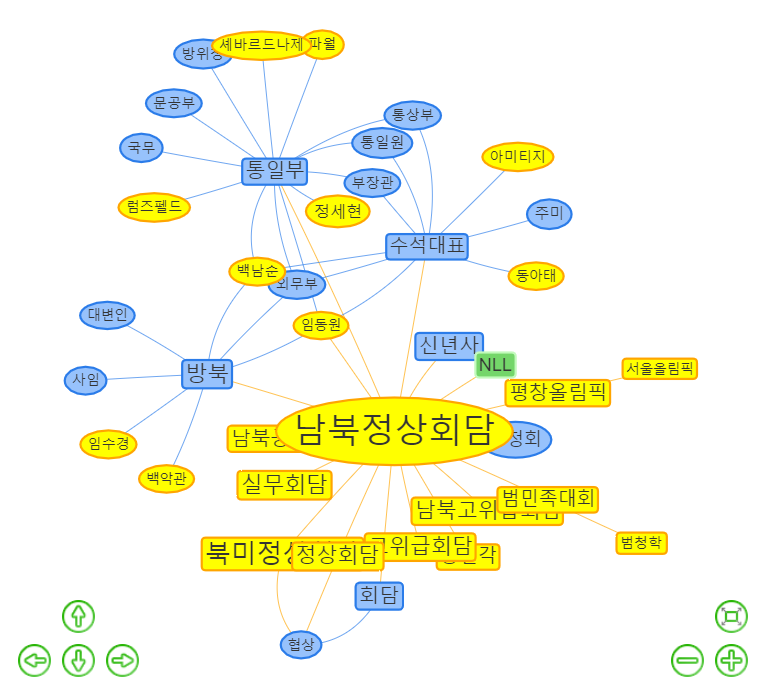 방위
셰바르드나제
파월
문공부
통상부
통일원
국무
아미티지
통일부
부장관
럼즈펠드
정세현
주미
수석대표
백남순
외무부
동아태
대변인
임동원
신년사
NLL
방북
사임
서울올림픽
평창올림픽
남북정상회담
임수경
남북
정회
백악관
실무회담
범민족대회
남북고위급회담
범청학
북미정상
정상회담
고위급회담
각
회담
협상